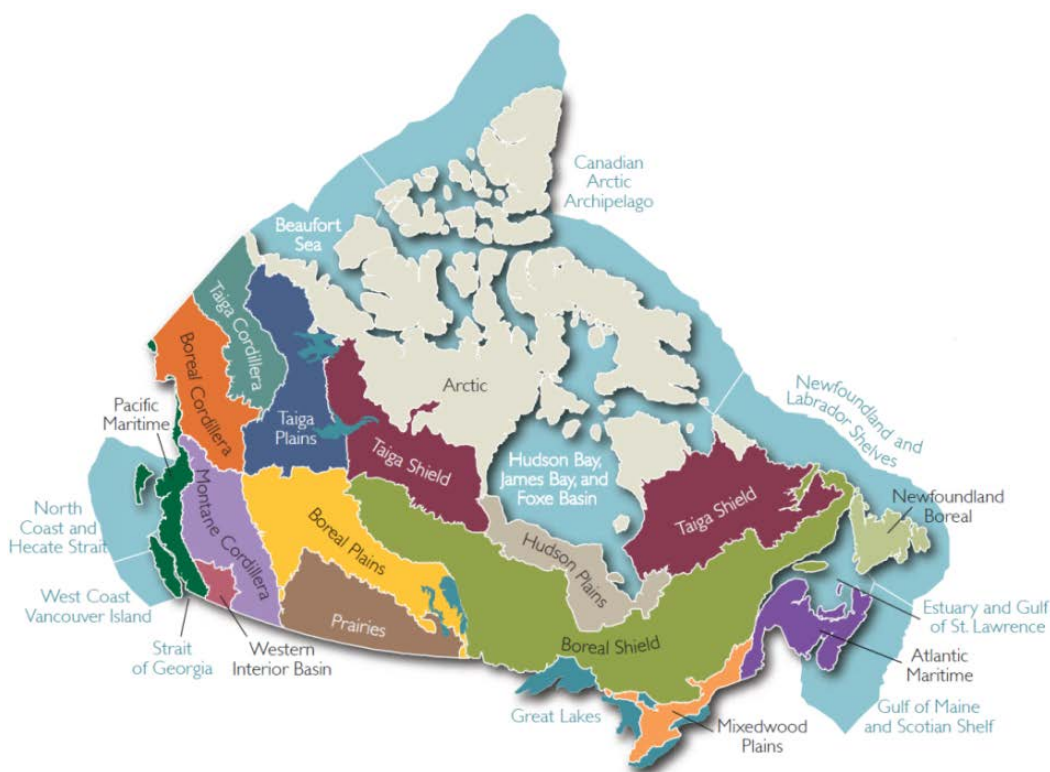 Canadian
Arctic
Archipelago
Beaufort
Sea
Taiga Cordillera
Boreal Cordillera
Arctic
Newfoundland and
Labrador Shelves
Pacific
Maritime
Taiga
Plains
Taiga Shield
Hudson Bay,
James Bay, and
Foxe Basin
Taiga Shield
Newfoundland
Boreal
North
Coast and
Hecate Strait
Montane Cordillera
Boreal Plains
Hudson Plains
West Coast
Vancouver Island
Prairies
Boreal Shield
Estuary and Gulf
of St. Lawrence
Strait
of Georgia
Western
Interior Basin
Atlantic
Maritime
Great Lakes
Mixedwood
Plains
Gulf of Maine
and Scotian Shelf